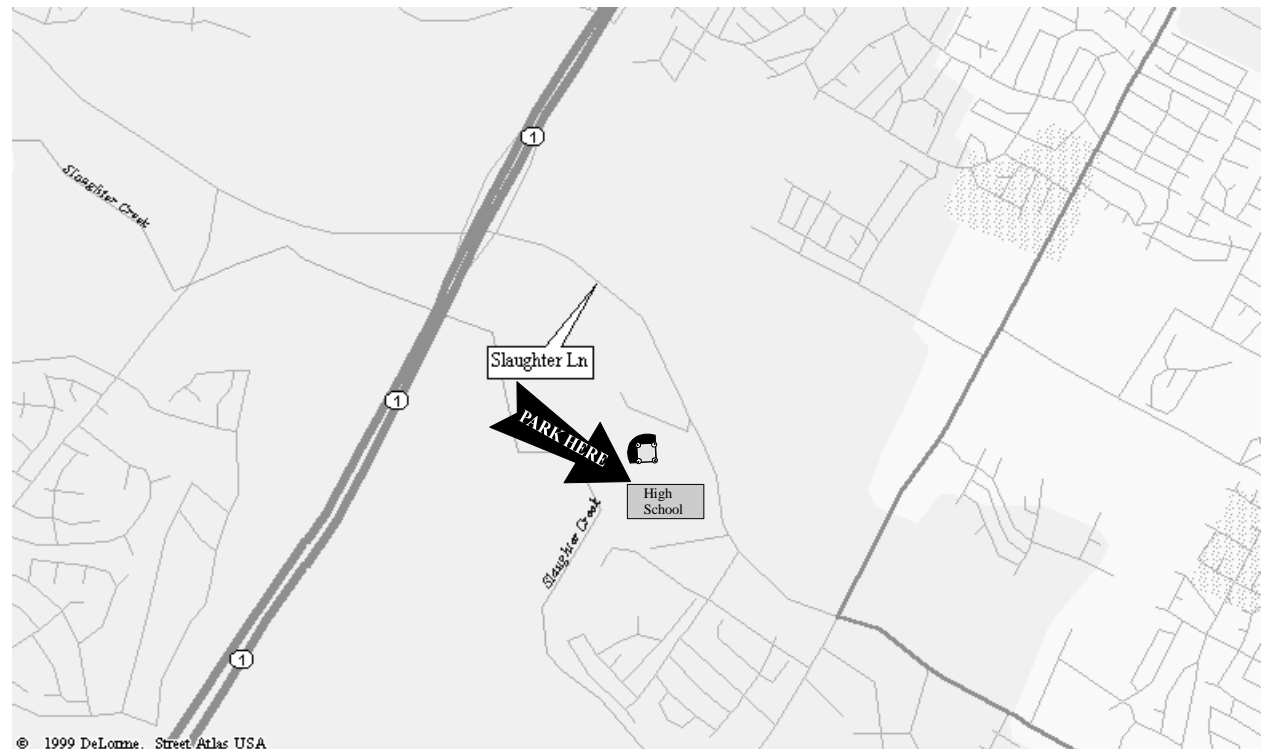 1
Slaughter Creek
Slaughter Ln
1
PARK HERE
High
School
Slaughter Creek
1
© 1999 DeLorme. Street Atlas USA